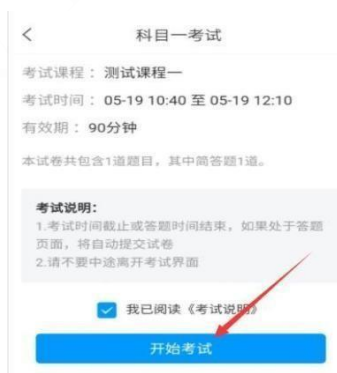 科目一考试
考试课程： 测试课程一
考试时间： 05-19 10:40 至 05-19 12:10
有效期： 90分钟
本试卷共包含1道题目，其中简答题1道。
考试说明：
1.考试时间截止或答题时间结束，如果处于答题
页面，将自动提交试卷
2.请不要中途离开考试界面
我已阅读《考试说明》
开始考试